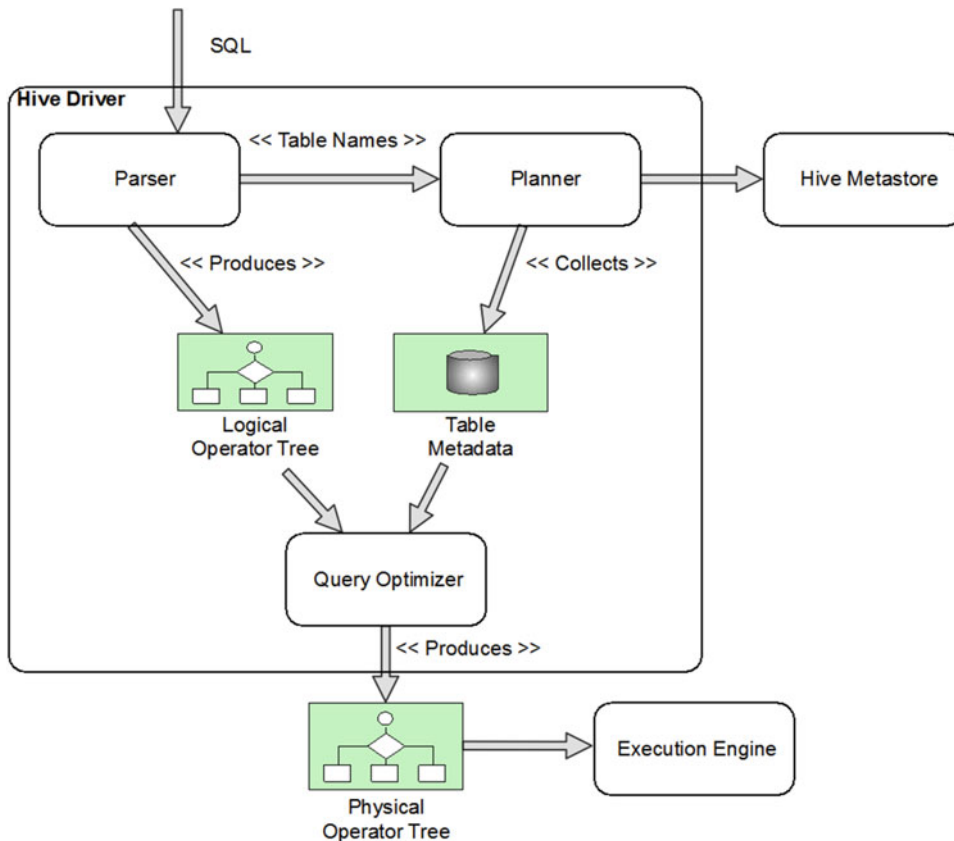 SQL
Hive Driver
<< Table Names >>
Parser
Planner
Hive Metastore
<< Produces >>
<< Collects >>
Logical
Operator Tree
Table
Metadata
Query Optimizer
<< Produces >>
Physical
Operator Tree
Execution Engine